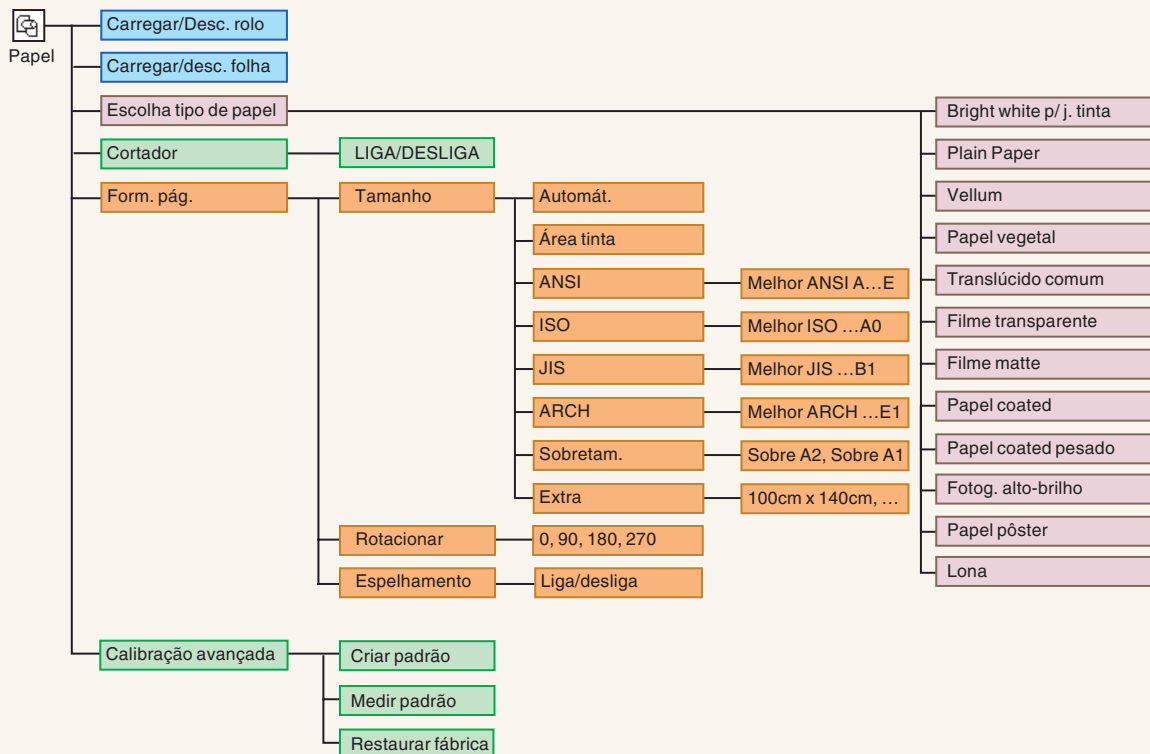 Papel
Carregar/Desc. rolo
Carregar/desc. folha
Escolha tipo de papel
Bright white p/ j. tinta
Plain Paper
Vellum
Papel vegetal
Translúcido comum
Filme transparente
Filme matte
Papel coated
Papel coated pesado
Fotog. alto-brilho
Papel pôster
Lona
Cortador
LIGA/DESLIGA
Form. pág.
Tamanho
Automát.
Área tinta
ANSI
Melhor ANSI A…E
ISO
Melhor ISO …A0
JIS
Melhor JIS …B1
ARCH
Melhor ARCH …E1
Sobretam.
Sobre A2, Sobre A1
Extra
100cm x 140cm, …
Rotacionar
0, 90, 180, 270
Espelhamento
Liga/desliga
Calibração avançada
Criar padrão
Medir padrão
Restaurar fábrica